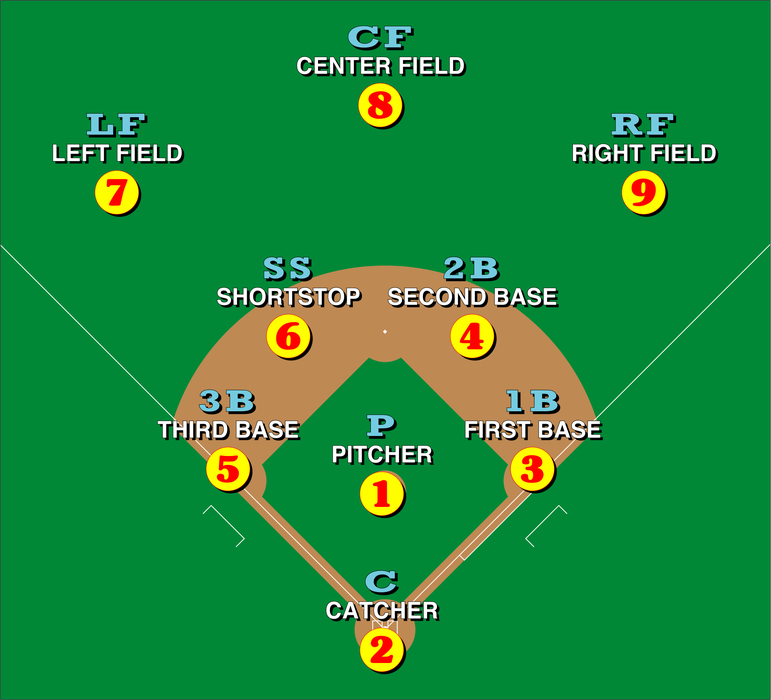 CF
CENTER FIELD
8
LF
LEFT FIELD
7
RF
RIGHT FIELD
9
SS
SHORTSTOP
6
2B
SECOND BASE
4
3B
THIRD BASE
5
P
PITCHER
1
1B
FIRST BASE
3
C
CATCHER
2